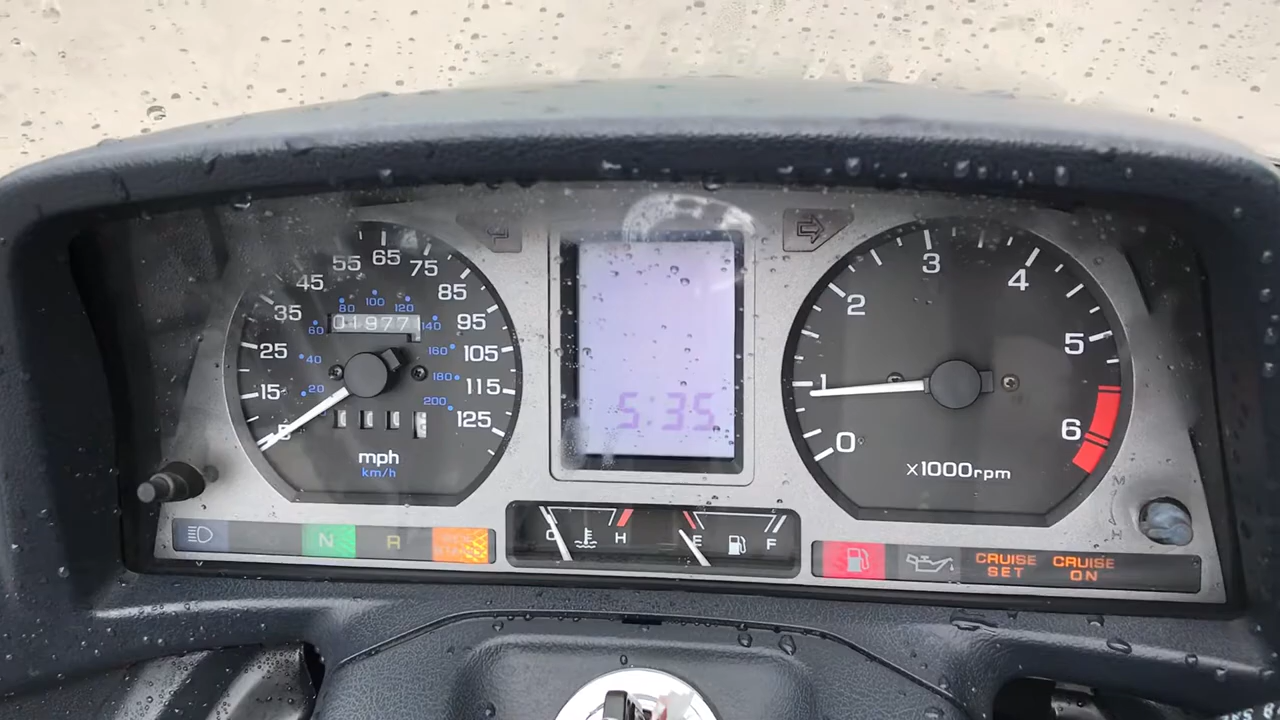 55 65 75
45 85
35 95
25 105
15 115
125
80 100 120
60 140
40 160
20 180
200
01977
mph
km/h
5:35
0 1 2 3 4 5 6
x1000rpm
M
H
N R
C H
E F
CRUISE SET
CRUISE ON